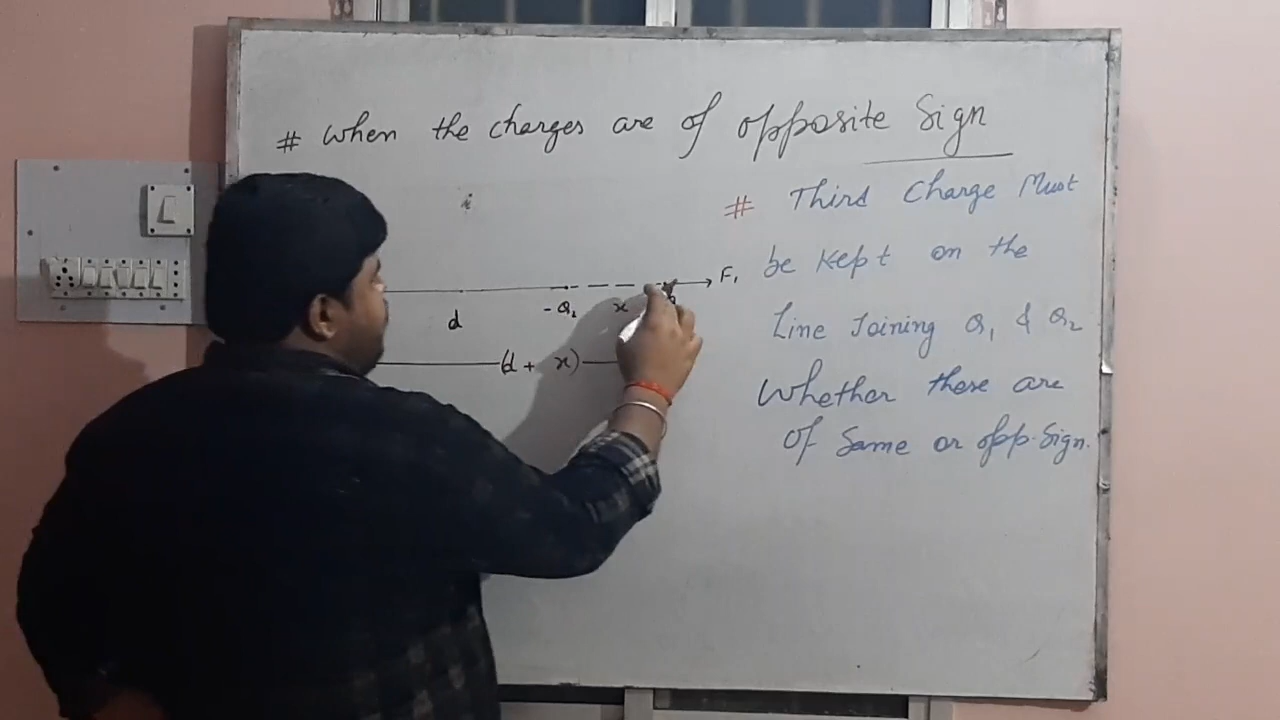 # When the charges are of opposite Sign
# Third Charge Must
be kept on the
Line Joining Q1 & Q2
Whether these are
of Same or opp. Sign.
F1
d
- Q2
x
(d + x)